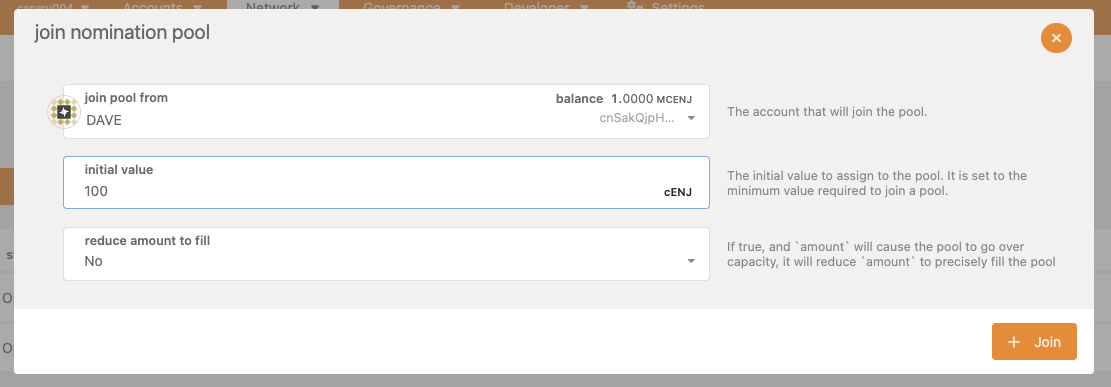 canary/104 Accounts Network Governance Developer Settings
join nomination pool
join pool from balance 1.0000 MCENJ
DAVE cnSakQjpH...
The account that will join the pool.
initial value
100 cENJ
The initial value to assign to the pool. It is set to the
minimum value required to join a pool.
reduce amount to fill
No
If true, and `amount` will cause the pool to go over
capacity, it will reduce `amount` to precisely fill the pool
+ Join